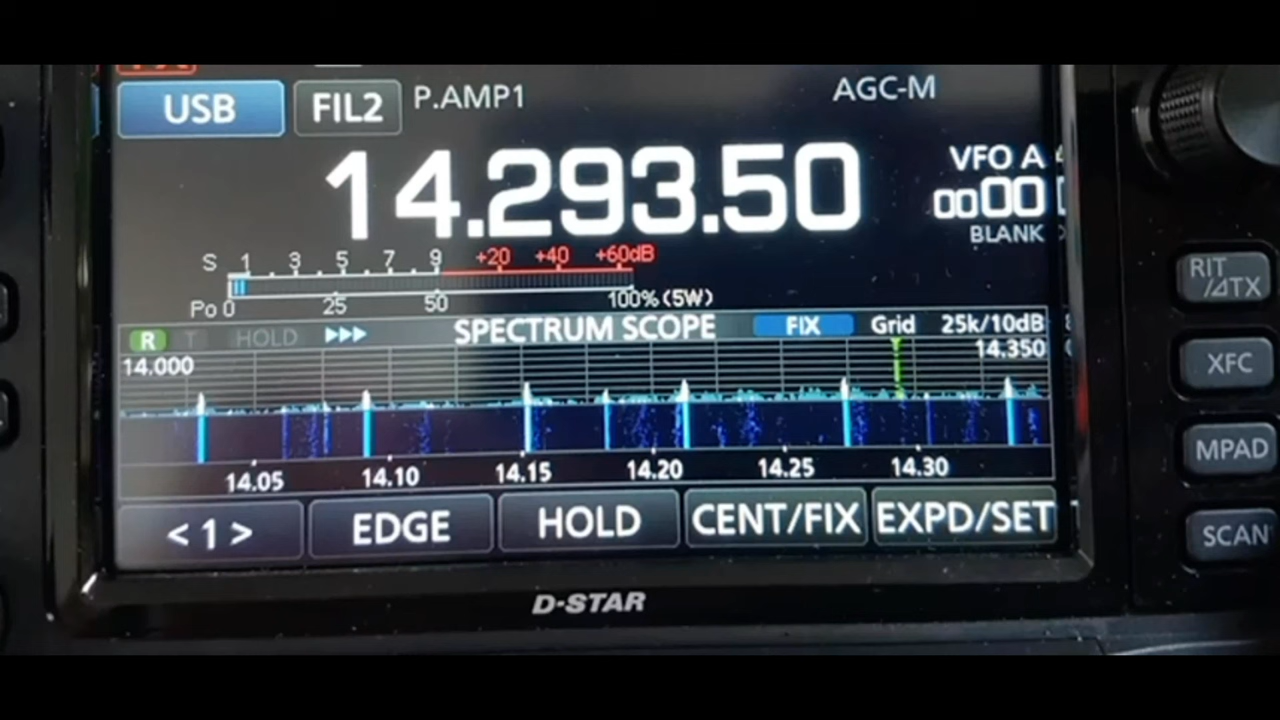 USB FIL2 P.AMP1 AGC-M
14.293.50
VFO A
0000
BLANK
S 1 3 5 7 9 +20 +40 +60dB
Po 0 25 50 100% (5W)
R T HOLD SPECTRUM SCOPE FIX Grid 25k/10dB
14.000 14.350
14.05 14.10 14.15 14.20 14.25 14.30
< 1 > EDGE HOLD CENT/FIX EXPD/SET
D-STAR
RIT
/⊿TX
XFC
MPAD
SCAN